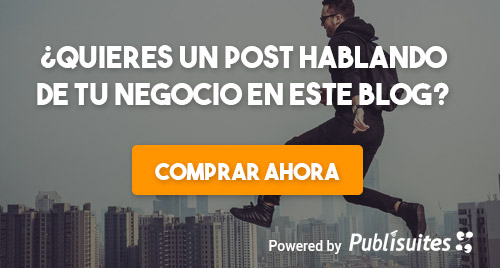 ¿QUIERES UN POST HABLANDO
DE TU NEGOCIO EN ESTE BLOG?
COMPRAR AHORA
Powered by Publisuites